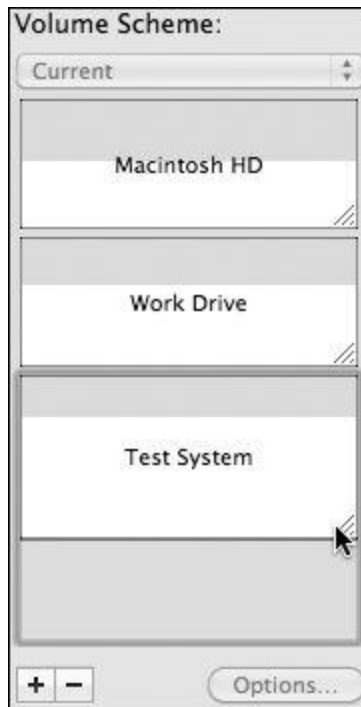 Volume Scheme:
Current
Macintosh HD
Work Drive
Test System
+ −
Options...